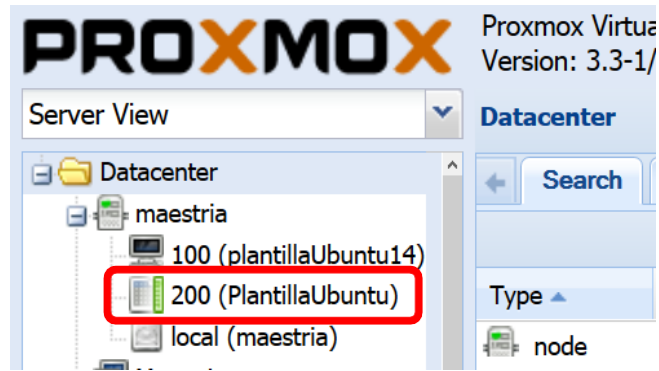 PROXMOX
Proxmox Virtua
Version: 3.3-1/
Server View
Datacenter
Datacenter
Search
maestria
100 (plantillaUbuntu14)
200 (PlantillaUbuntu)
Type
local (maestria)
node